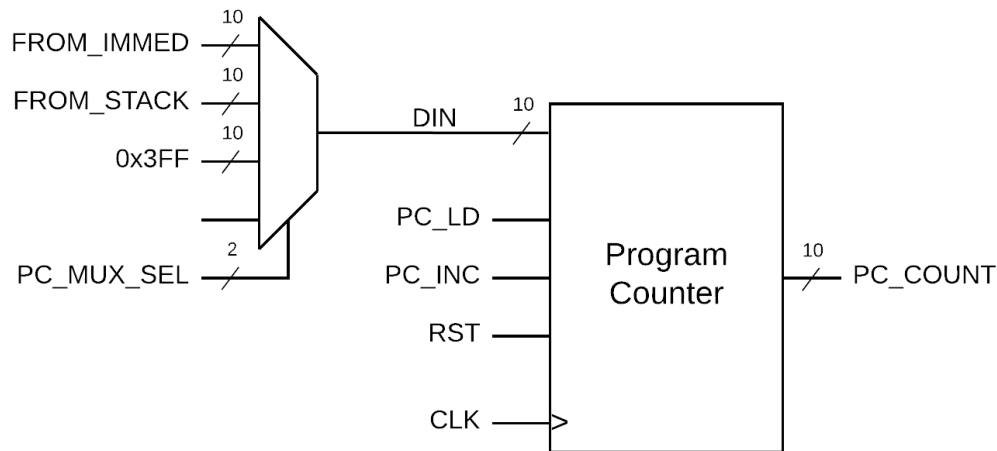 10
FROM_IMMED
10
FROM_STACK
10
0x3FF
2
PC_MUX_SEL
DIN
10
PC_LD
PC_INC
RST
CLK
Program
Counter
10
PC_COUNT